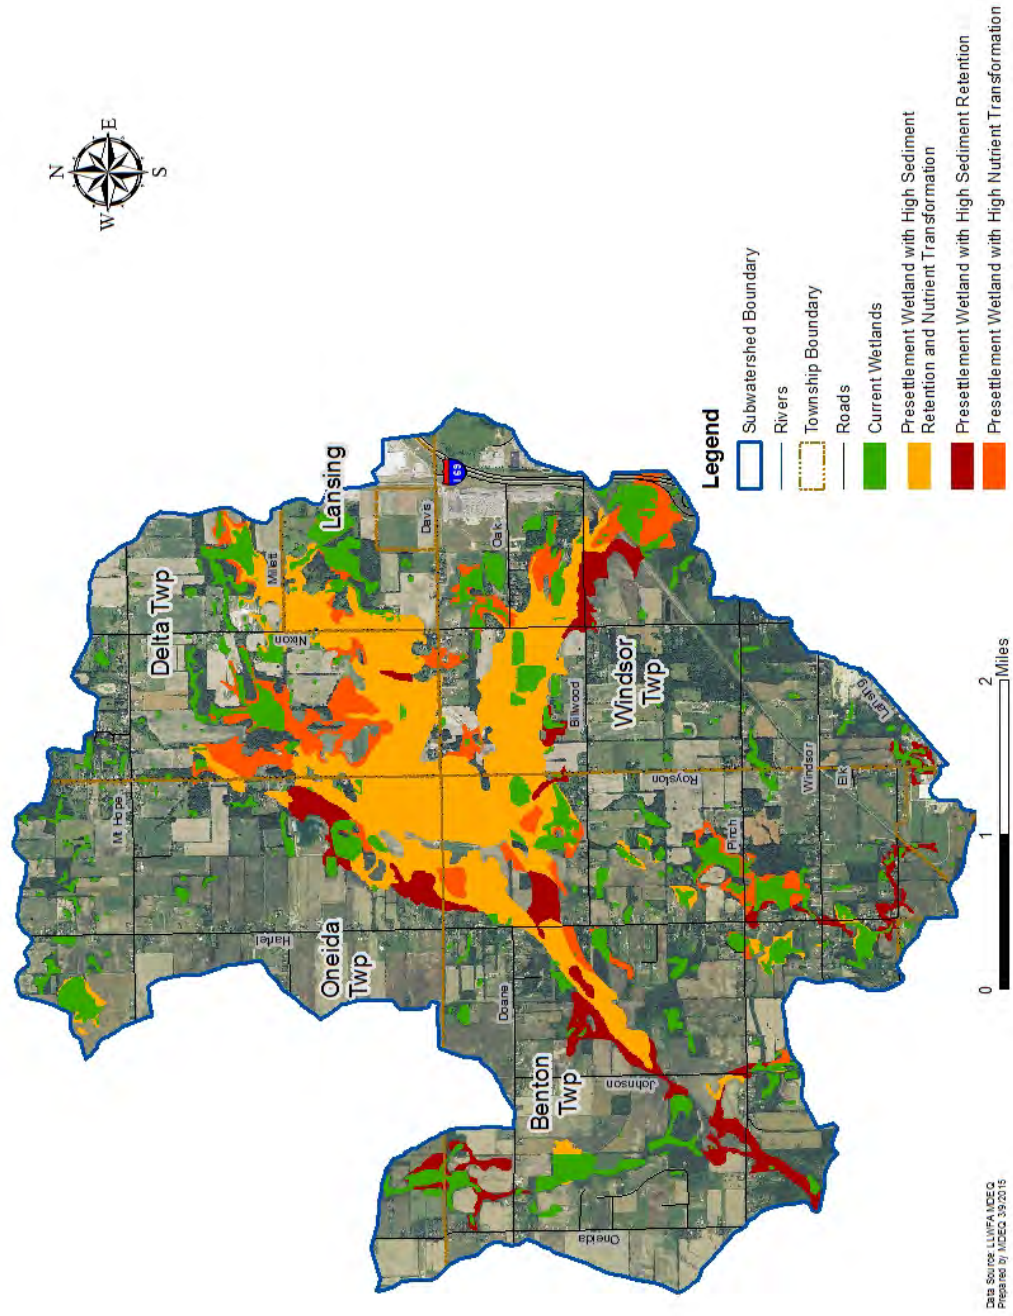 N
W
E
S
Delta Twp
Lansing
Mt Hope
Millett
Nixon
Davis
Oak
Hartel
Oneida
Twp
Windsor
Twp
Billwood
Royston
Doane
Benton
Twp
Johnson
Pinch
Windsor
Elk
Lansing
Oneida
169
Legend
Subwatershed Boundary
Rivers
Township Boundary
Roads
Current Wetlands
Presettlement Wetland with High Sediment
Retention and Nutrient Transformation
Presettlement Wetland with High Sediment Retention
Presettlement Wetland with High Nutrient Transformation
0 1 2
Miles
Data Source: LLWFA MDEQ
Prepared by MDEQ 3/9/2015